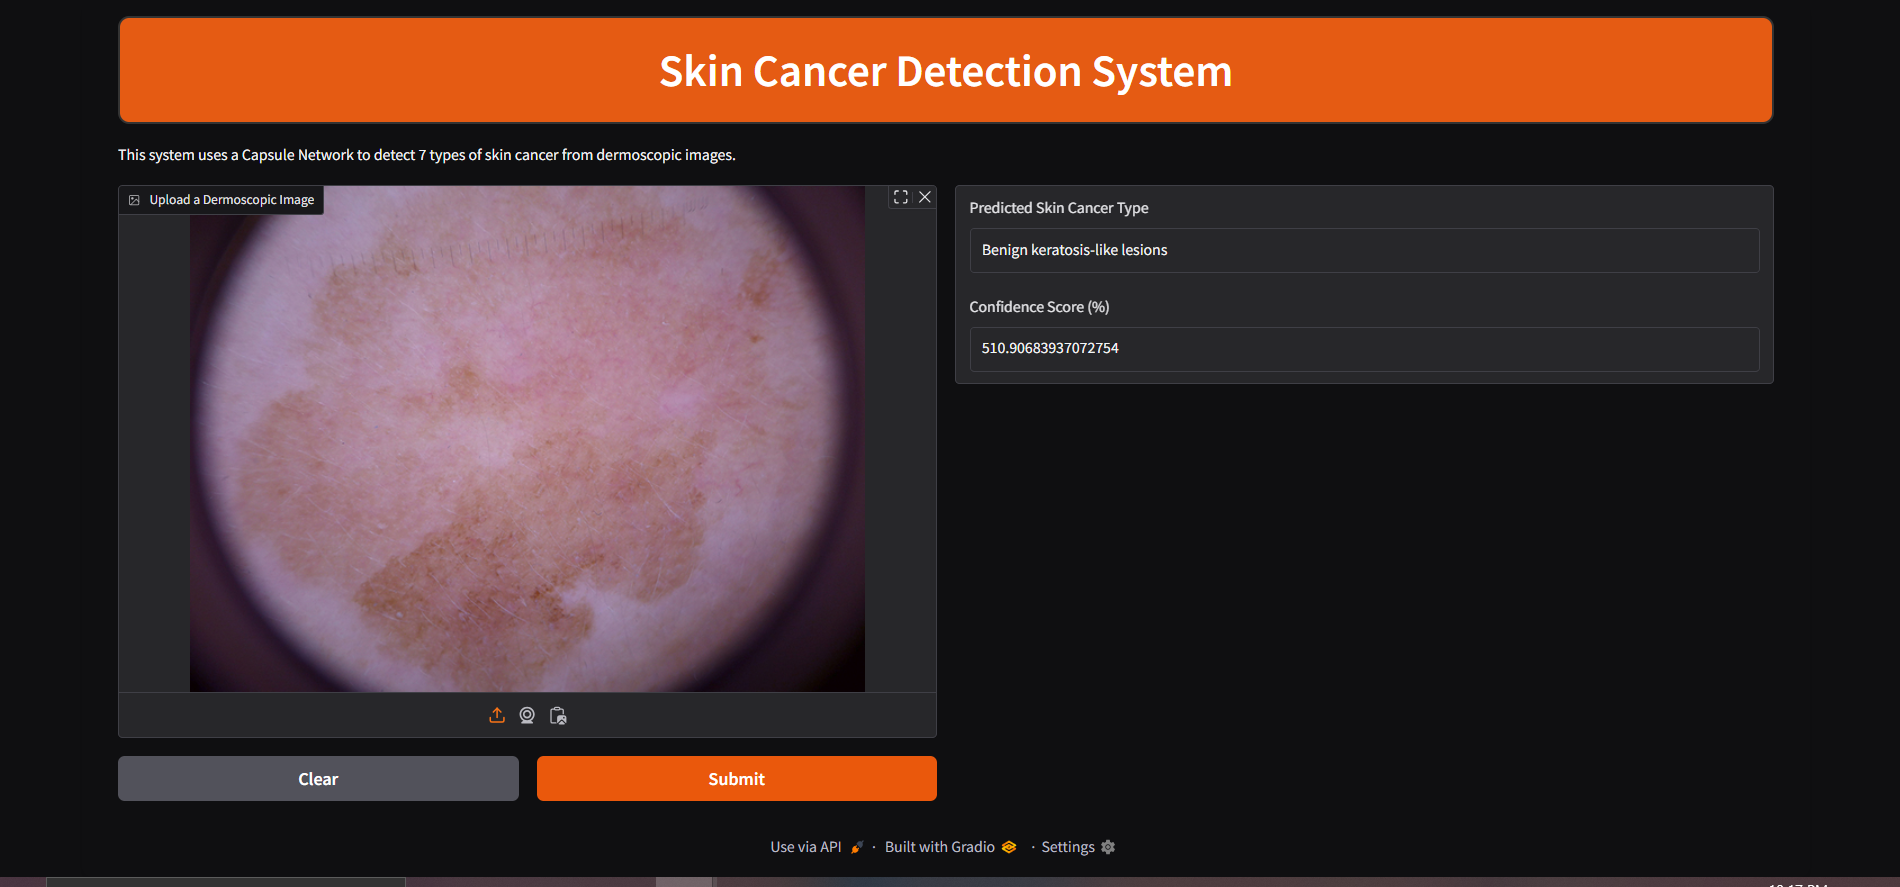 Skin Cancer Detection System
This system uses a Capsule Network to detect 7 types of skin cancer from dermoscopic images.
Upload a Dermoscopic Image
Predicted Skin Cancer Type
Benign keratosis-like lesions
Confidence Score (%)
510.90683937072754
Clear
Submit
Use via API · Built with Gradio · Settings